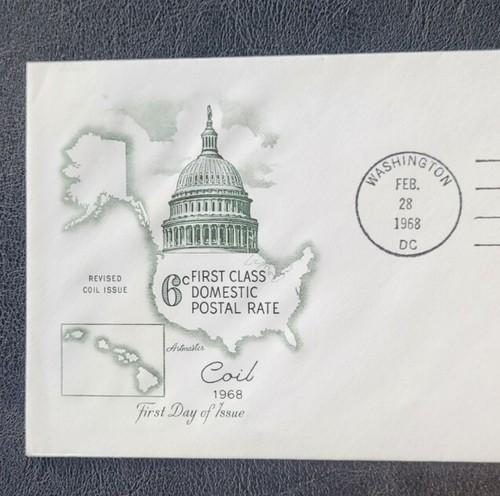 REVISED
COIL ISSUE
6c FIRST CLASS
DOMESTIC
POSTAL RATE
Artmaster
Coil
1968
First Day of Issue
WASHINGTON
FEB.
28
1968
DC